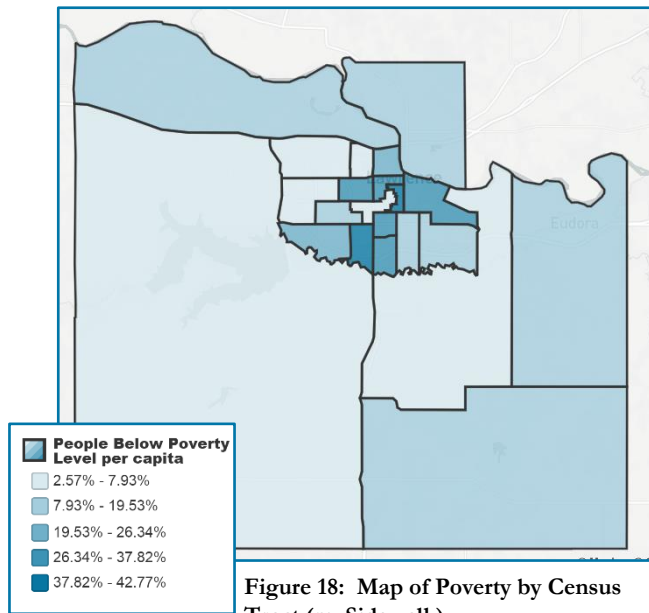 Lawrence
Eudora
People Below Poverty
Level per capita
2.57% - 7.93%
7.93% - 19.53%
19.53% - 26.34%
26.34% - 37.82%
37.82% - 42.77%
Figure 18: Map of Poverty by Census